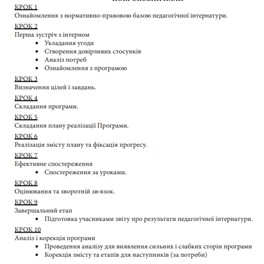 КРОК 1
Ознайомлення з нормативно-правовою базою педагогічної інтернатури.
КРОК 2
Перша зустріч з інтерном
• Укладання угоди
• Створення довірливих стосунків
• Аналіз потреб
• Ознайомлення з програмою
КРОК 3
Визначення цілей і завдань.
КРОК 4
Складання програми.
КРОК 5
Складання плану реалізації Програми.
КРОК 6
Реалізація змісту плану та фіксація прогресу.
КРОК 7
Ефективне спостереження
• Спостереження за уроками.
КРОК 8
Оцінювання та зворотній зв-язок.
КРОК 9
Завершальний етап
• Підготовка учасниками звіту про результати педагогічної інтернатури.
КРОК 10
Аналіз і корекція програми
• Проведення аналізу для виявлення сильних і слабких сторін програми
• Корекція змісту та етапів для наступників (за потреби)